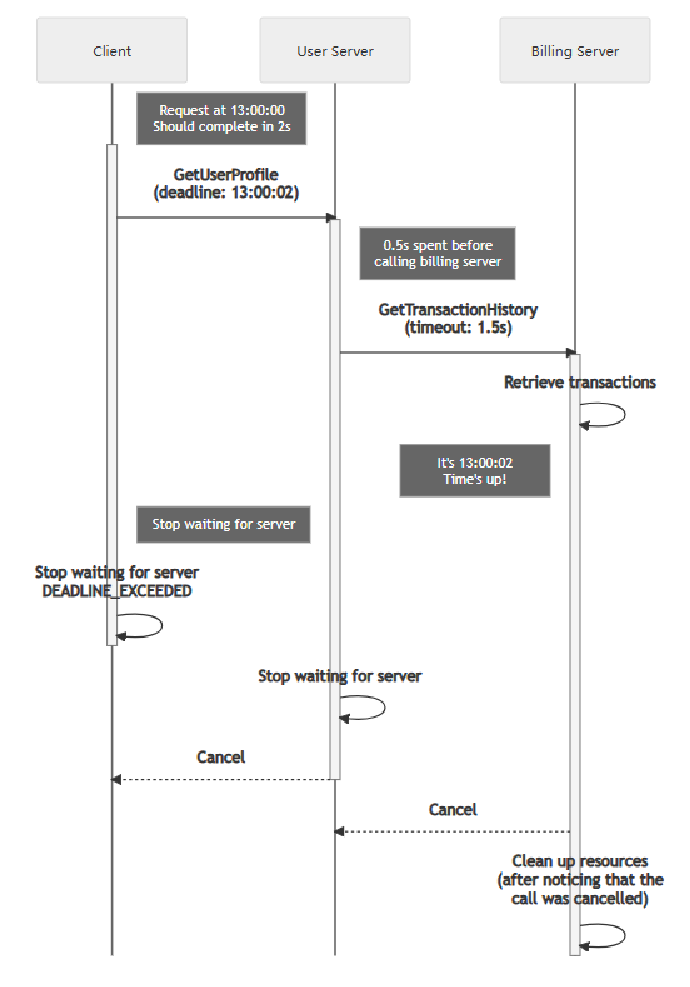 Client
User Server
Billing Server
Request at 13:00:00
Should complete in 2s
GetUserProfile
(deadline: 13:00:02)
0.5s spent before
calling billing server
GetTransactionHistory
(timeout: 1.5s)
Retrieve transactions
It's 13:00:02
Time's up!
Stop waiting for server
Stop waiting for server
DEADLINE_EXCEEDED
Stop waiting for server
Cancel
Cancel
Clean up resources
(after noticing that the
call was cancelled)